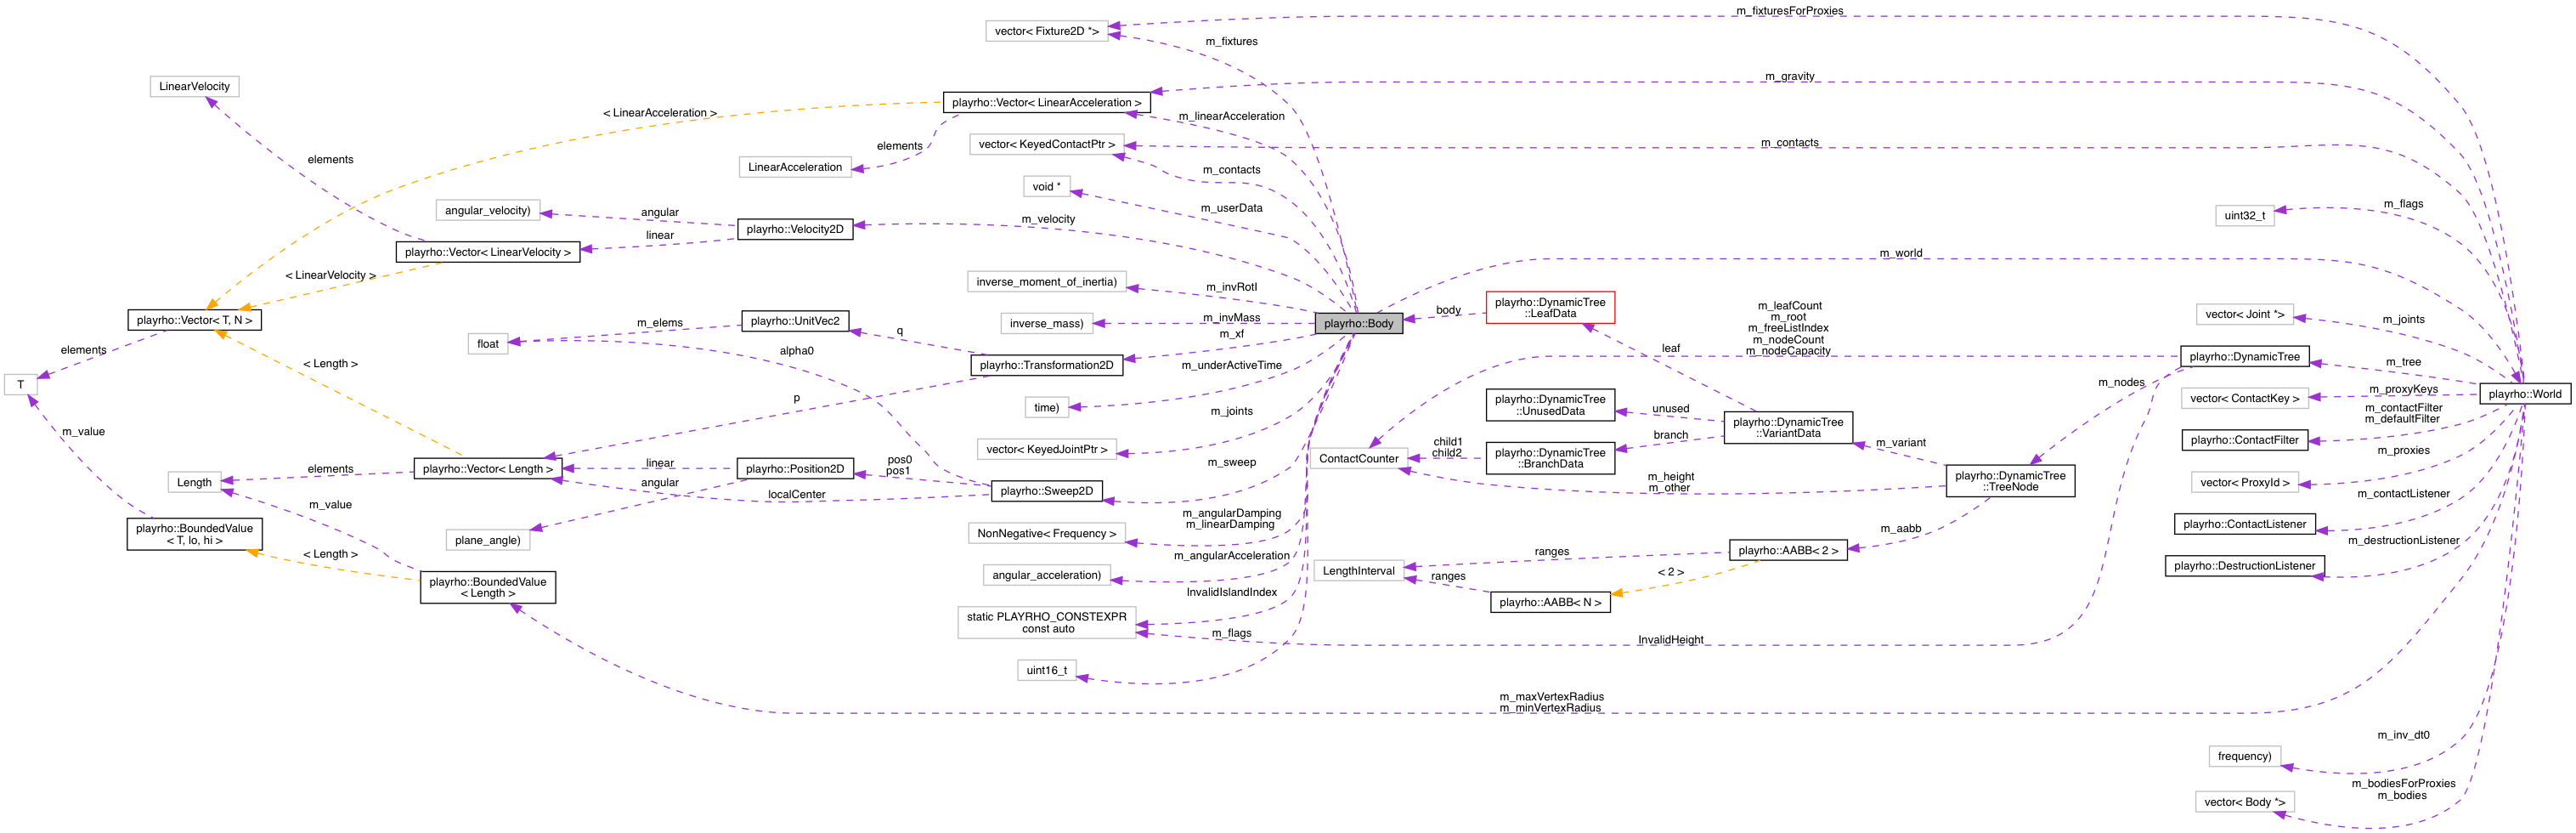 m_fixturesForProxies
vector< Fixture2D *>
m_fixtures
m_gravity
LinearVelocity
playrho::Vector< LinearAcceleration >
< LinearAcceleration >
m_linearAcceleration
elements
vector< KeyedContactPtr >
m_contacts
elements
LinearAcceleration
m_contacts
void *
m_userData
angular_velocity)
angular
m_velocity
m_flags
uint32_t
playrho::Velocity2D
linear
playrho::Vector< LinearVelocity >
m_world
< LinearVelocity >
inverse_moment_of_inertia)
m_invRotI
playrho::DynamicTree
::LeafData
body
m_leafCount
m_root
m_freeListIndex
m_nodeCount
m_nodeCapacity
vector< Joint *>
m_joints
playrho::Vector< T, N >
m_elems
playrho::UnitVec2
inverse_mass)
m_invMass
playrho::Body
m_xf
float
q
alpha0
elements
< Length >
playrho::Transformation2D
m_underActiveTime
leaf
playrho::DynamicTree
m_tree
T
m_nodes
playrho::World
m_proxyKeys
vector< ContactKey >
p
time)
m_joints
playrho::DynamicTree
::UnusedData
unused
playrho::DynamicTree
::VariantData
m_contactFilter
m_defaultFilter
playrho::ContactFilter
m_value
vector< KeyedJointPtr >
branch
m_variant
child1
child2
ContactCounter
playrho::DynamicTree
::BranchData
m_proxies
elements
playrho::Vector< Length >
linear
playrho::Position2D
pos0
pos1
m_sweep
Length
angular
localCenter
playrho::Sweep2D
m_height
m_other
playrho::DynamicTree
::TreeNode
vector< ProxyId >
m_contactListener
m_value
m_angularDamping
m_linearDamping
playrho::BoundedValue
< T, lo, hi >
plane_angle)
NonNegative< Frequency >
m_aabb
playrho::ContactListener
m_destructionListener
< Length >
m_angularAcceleration
ranges
playrho::AABB< 2 >
playrho::DestructionListener
playrho::BoundedValue
< Length >
angular_acceleration)
LengthInterval
ranges
< 2 >
InvalidIslandIndex
playrho::AABB< N >
static PLAYRHO_CONSTEXPR
const auto
m_flags
InvalidHeight
uint16_t
m_maxVertexRadius
m_minVertexRadius
m_inv_dt0
frequency)
m_bodiesForProxies
m_bodies
vector< Body *>